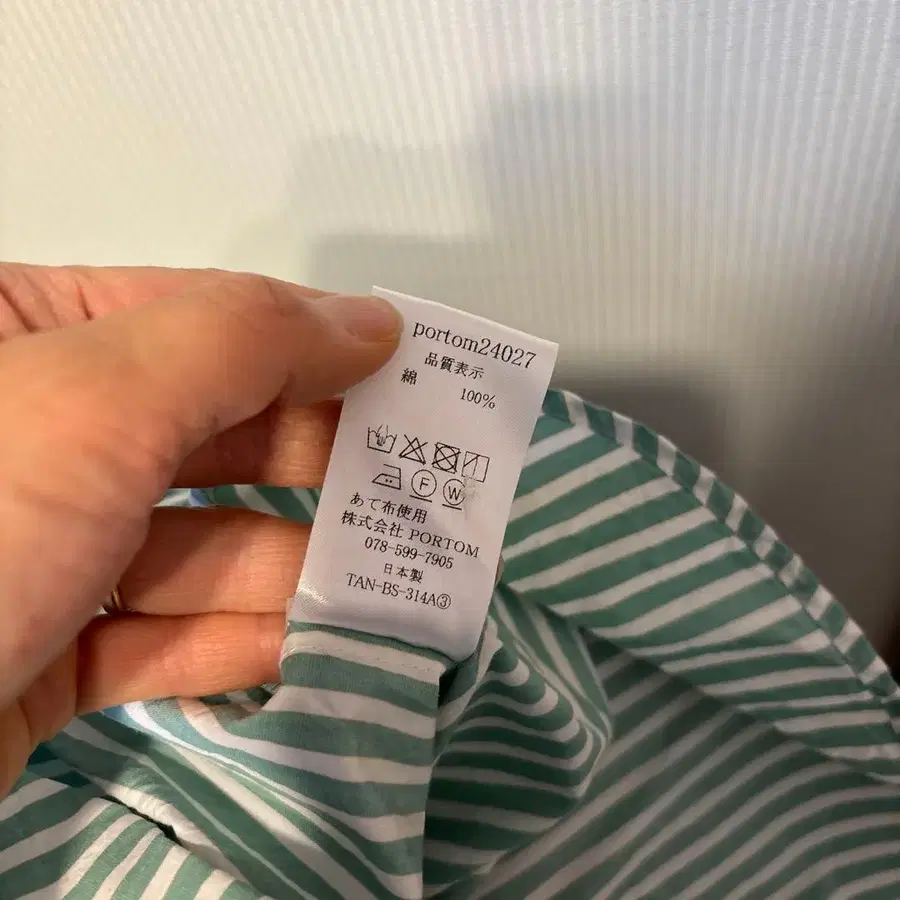 portom24027
品質表示
綿 100%
F W
あて布使用
株式会社 PORTOM
078-599-7905
日本製
TAN-BS-314A③